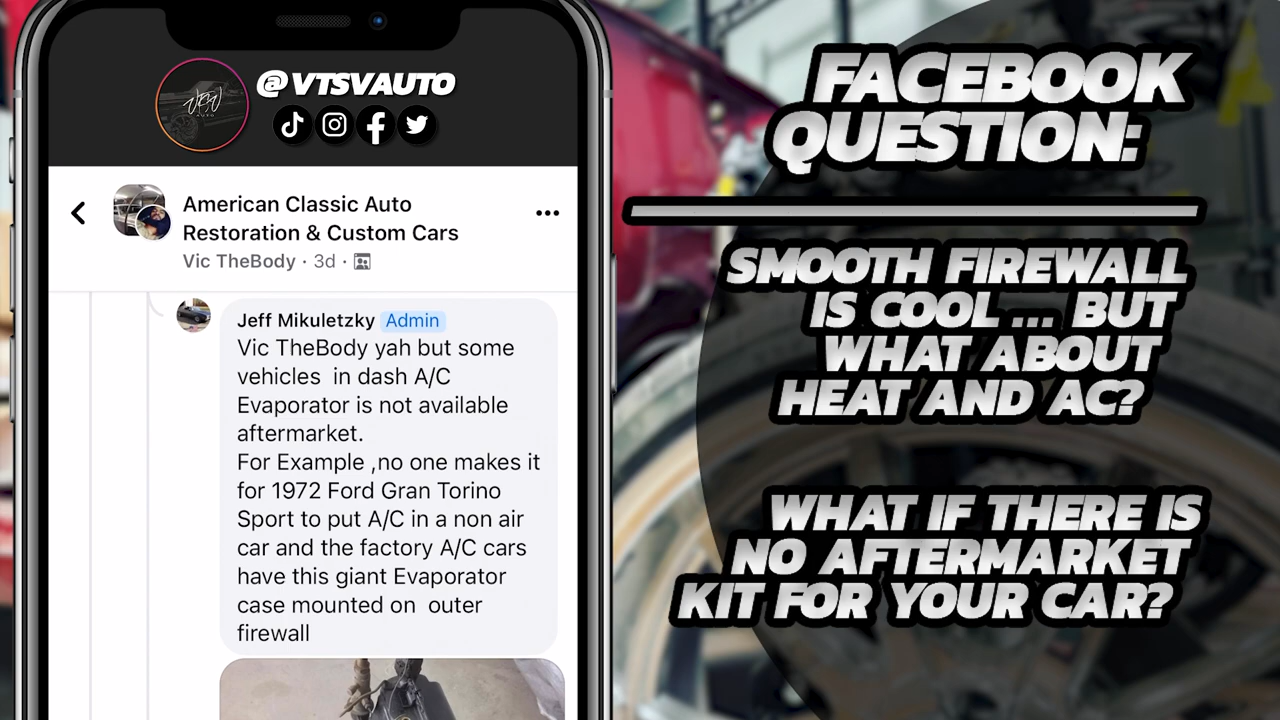 @VTSVAUTO
American Classic Auto
Restoration & Custom Cars
Vic TheBody · 3d ·
Jeff Mikuletzky Admin
Vic TheBody yah but some
vehicles  in dash A/C
Evaporator is not available
aftermarket.
For Example ,no one makes it
for 1972 Ford Gran Torino
Sport to put A/C in a non air
car and the factory A/C cars
have this giant Evaporator
case mounted on  outer
firewall
FACEBOOK
QUESTION:
SMOOTH FIREWALL
IS COOL ... BUT
WHAT ABOUT
HEAT AND AC?
WHAT IF THERE IS
NO AFTERMARKET
KIT FOR YOUR CAR?